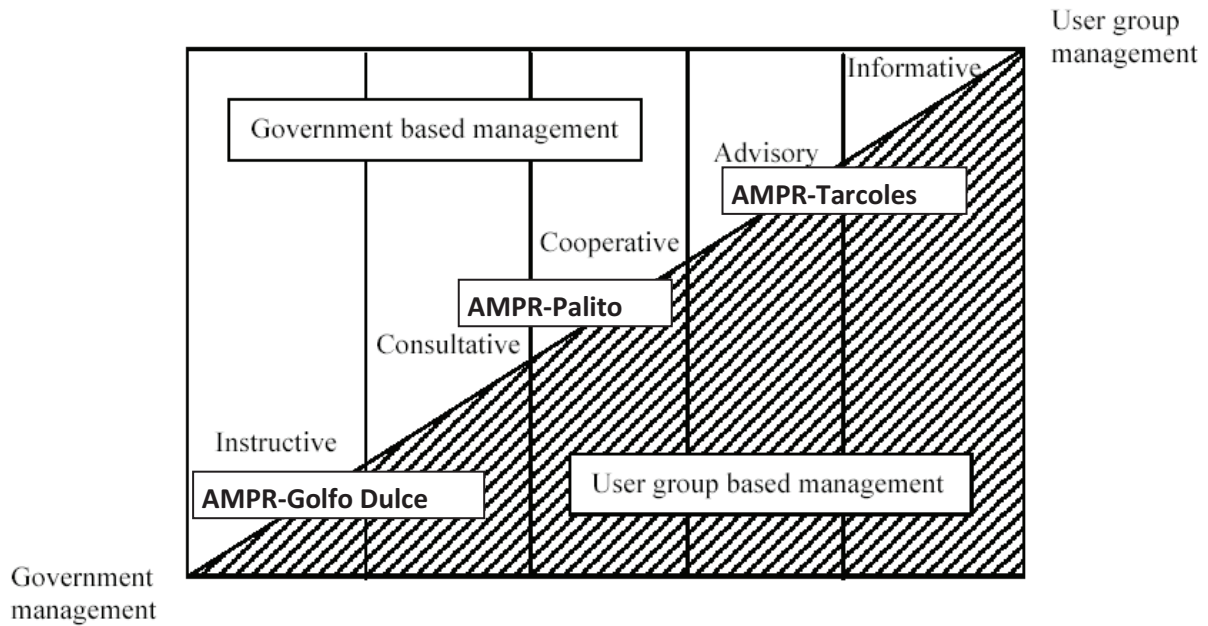 User group
management
Informative
Government based management
Advisory
AMPR-Tarcoles
Cooperative
AMPR-Palito
Consultative
Instructive
AMPR-Golfo Dulce
User group based management
Government
management